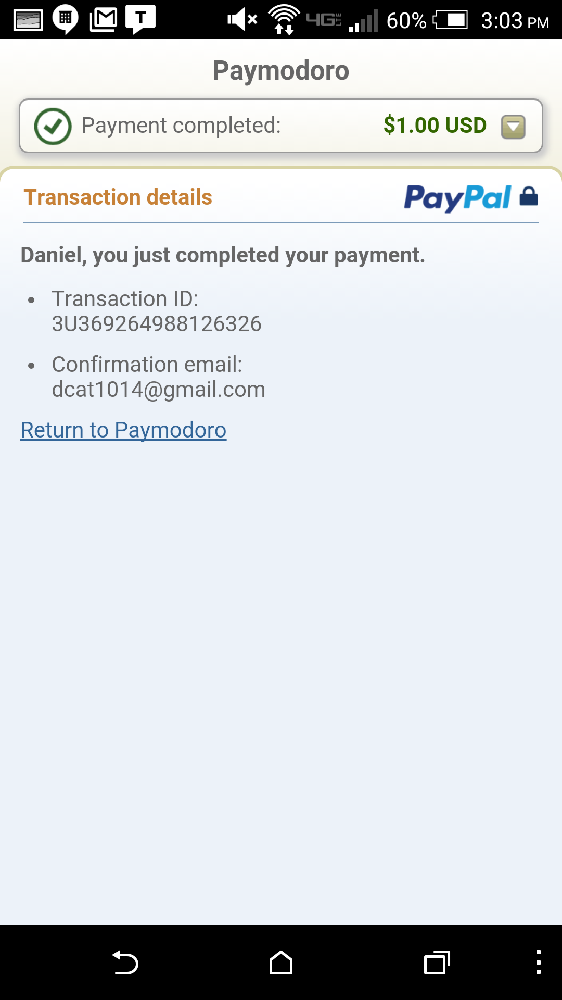 T 4G LTE 60% 3:03 PM
Paymodoro
Payment completed: $1.00 USD
Transaction details PayPal
Daniel, you just completed your payment.
• Transaction ID:
3U369264988126326
• Confirmation email:
dcat1014@gmail.com
Return to Paymodoro